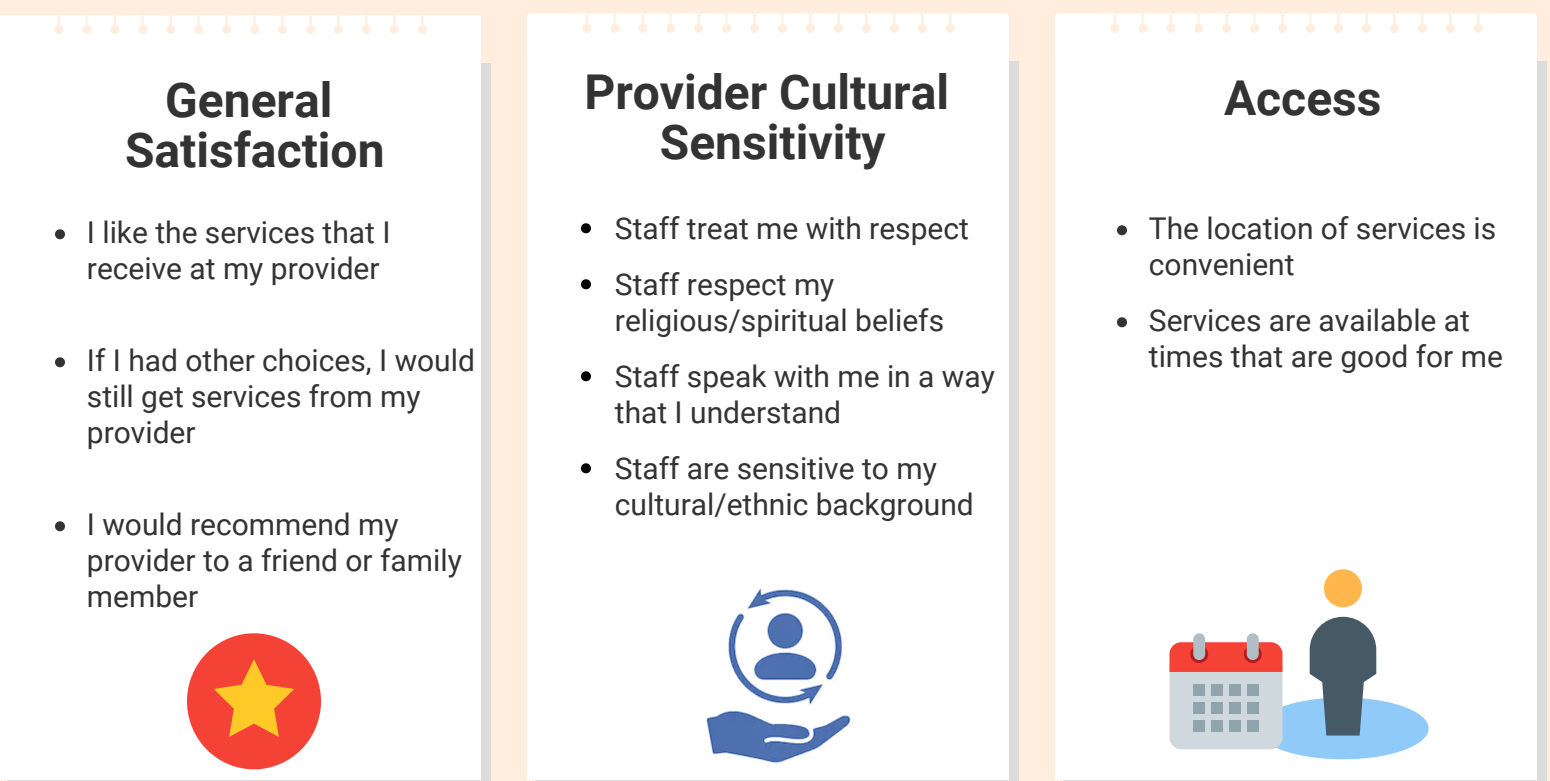 General
Satisfaction
• I like the services that I
receive at my provider
• If I had other choices, I would
still get services from my
provider
• I would recommend my
provider to a friend or family
member
Provider Cultural
Sensitivity
• Staff treat me with respect
• Staff respect my
religious/spiritual beliefs
• Staff speak with me in a way
that I understand
• Staff are sensitive to my
cultural/ethnic background
Access
• The location of services is
convenient
• Services are available at
times that are good for me